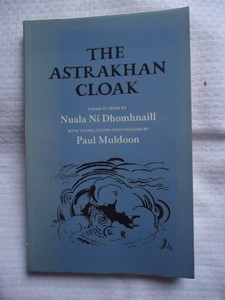 THE
ASTRAKHAN
CLOAK
POEMS IN IRISH BY
Nuala Ní Dhomhnaill
WITH TRANSLATIONS INTO ENGLISH BY
Paul Muldoon